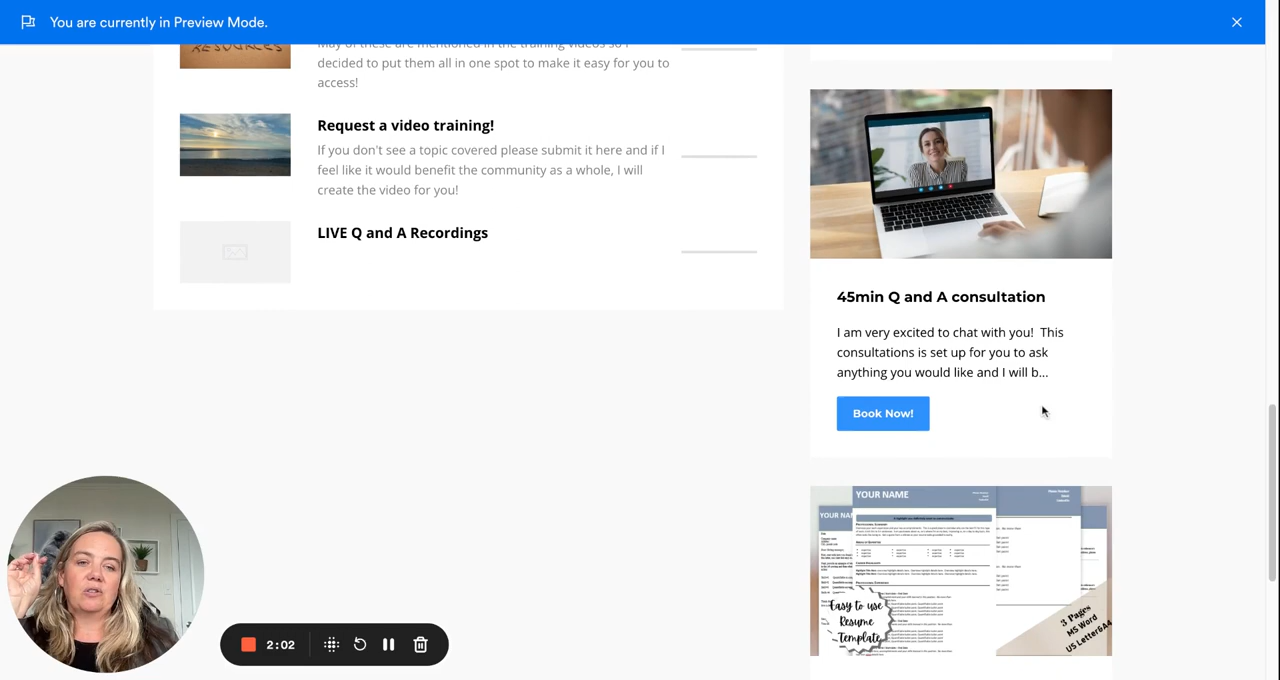 You are currently in Preview Mode.
RESOURCES
May of these are mentioned in the training videos so I
decided to put them all in one spot to make it easy for you to
access!
Request a video training!
If you don't see a topic covered please submit it here and if I
feel like it would benefit the community as a whole, I will
create the video for you!
LIVE Q and A Recordings
45min Q and A consultation
I am very excited to chat with you! This
consultations is set up for you to ask
anything you would like and I will b...
Book Now!
YOUR NAME
Easy to use
Resume
Template
3 Pages
MS Word
US Letter&A4
2:02